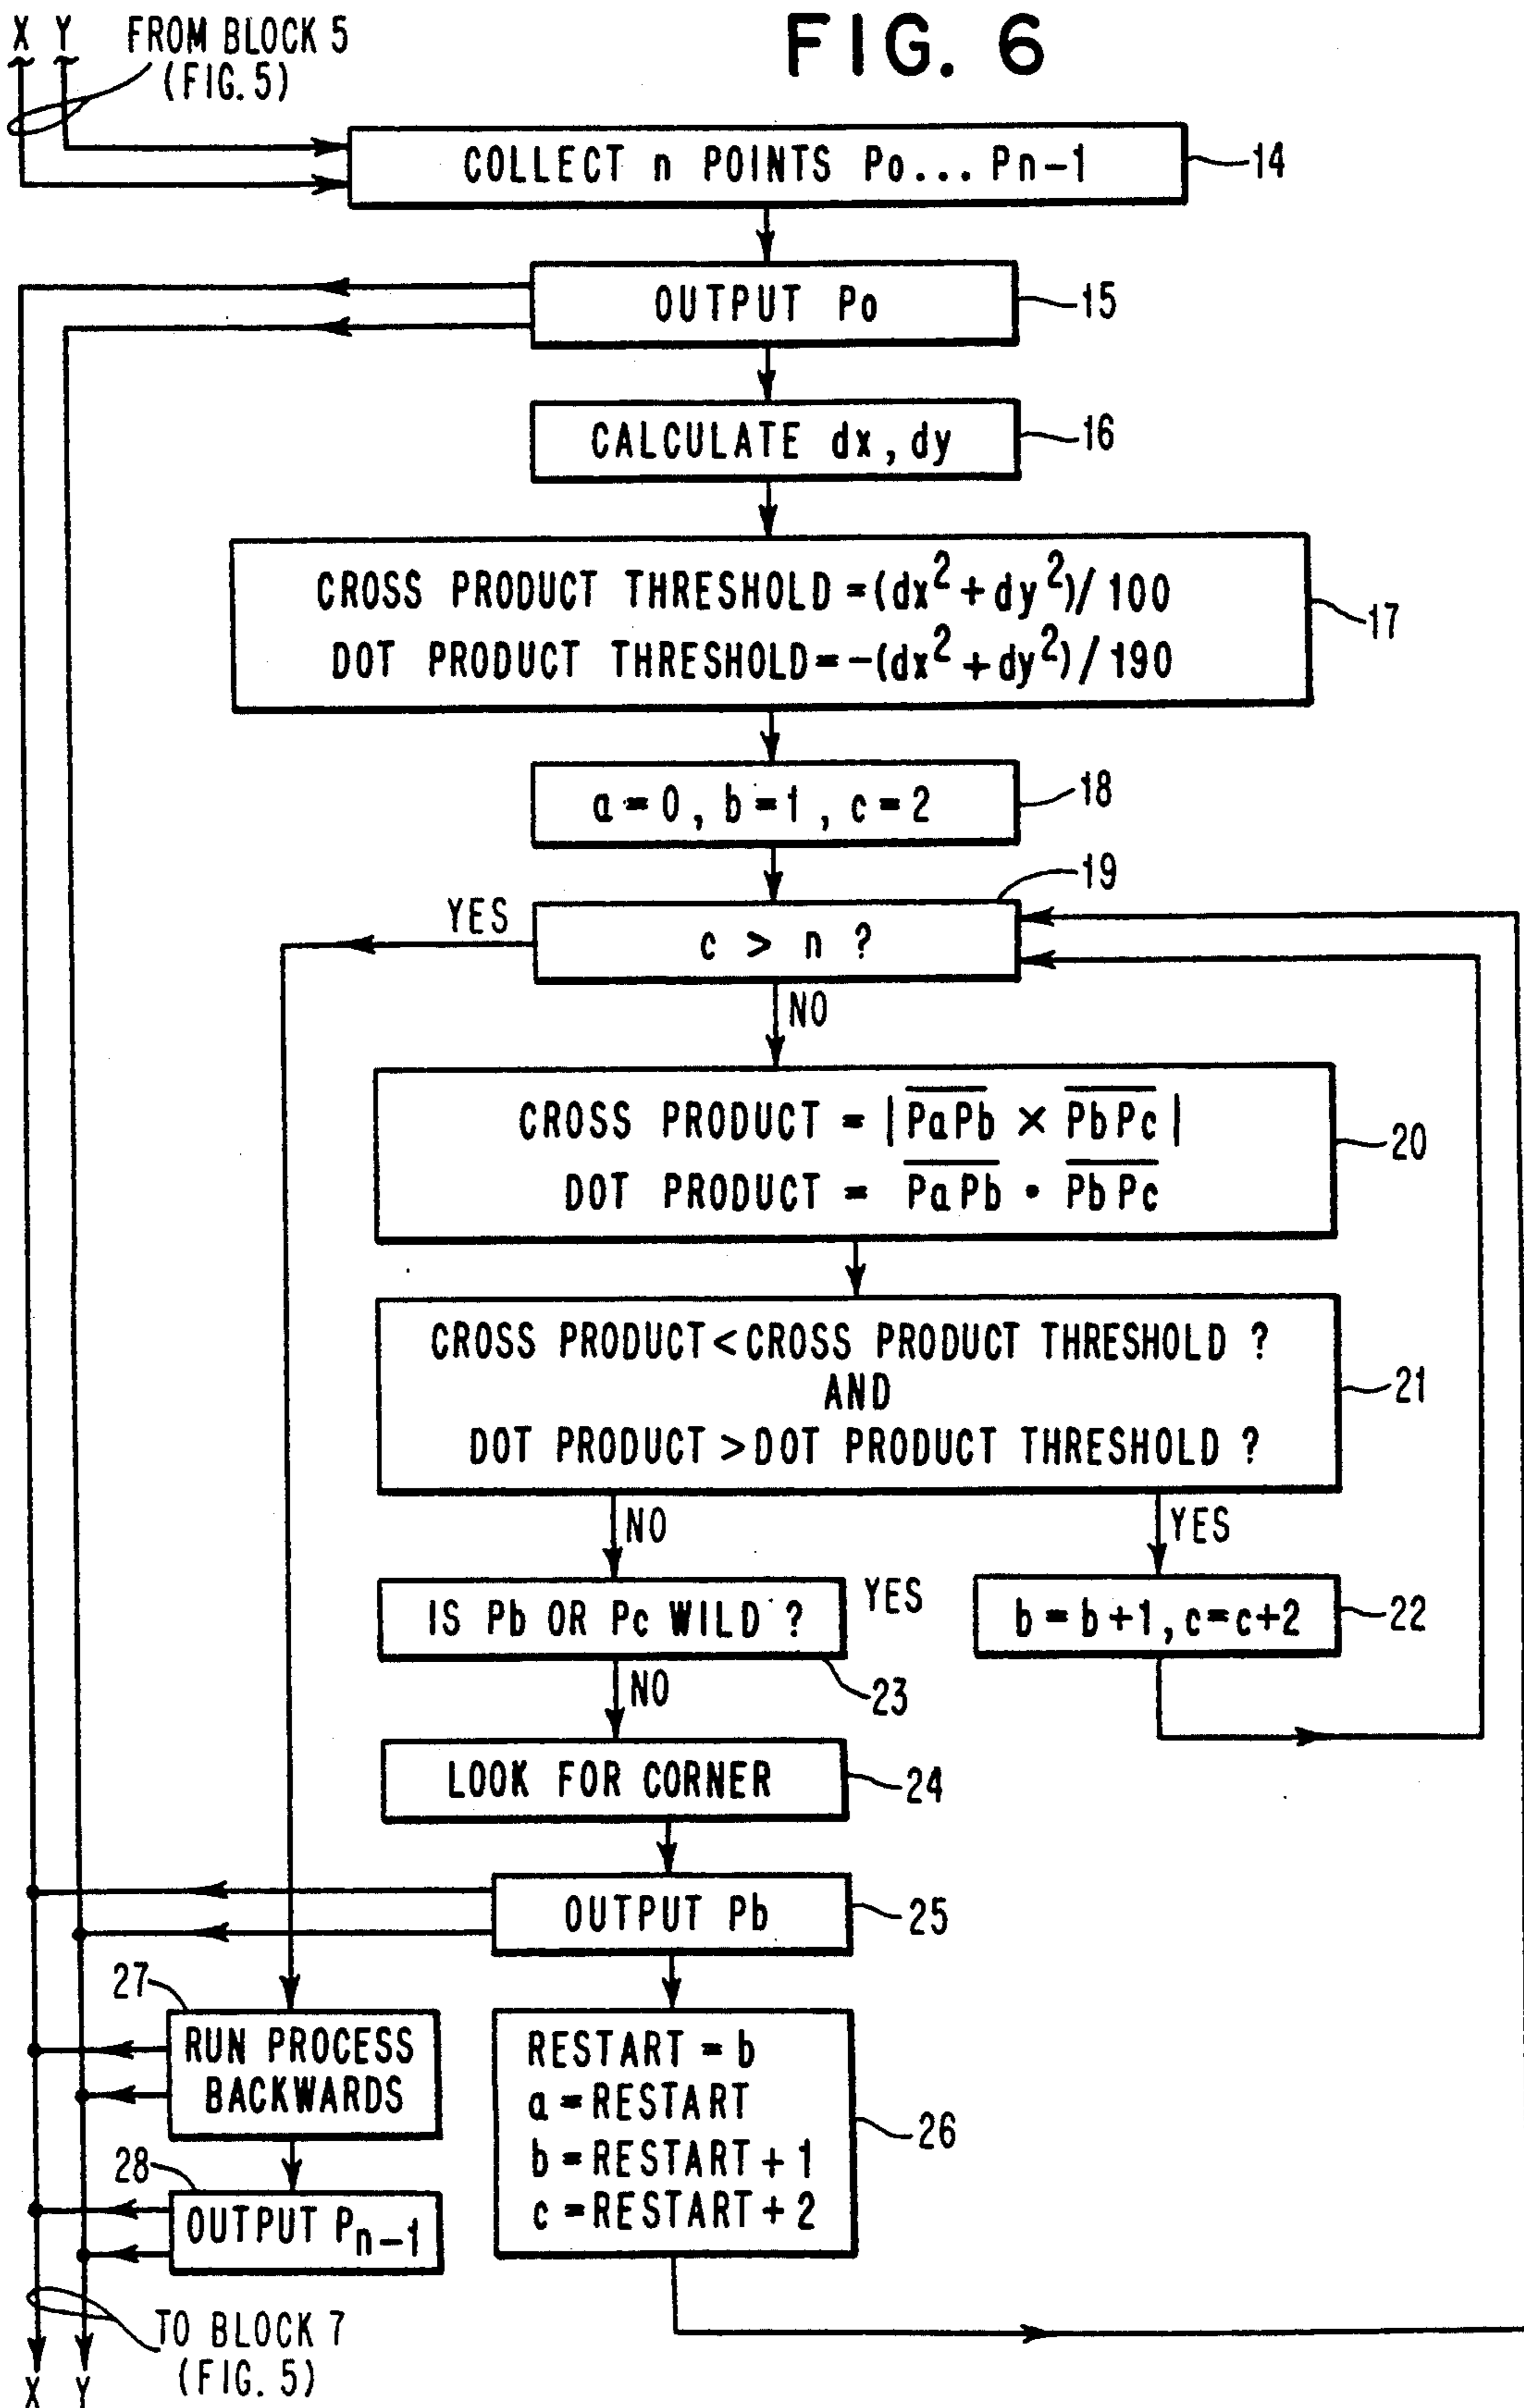 FIG. 6
X Y FROM BLOCK 5
(FIG. 5)
COLLECT n POINTS Po... Pn-1
14
OUTPUT Po
15
CALCULATE dx, dy
16
CROSS PRODUCT THRESHOLD = (dx² + dy²)/100
DOT PRODUCT THRESHOLD = -(dx² + dy²)/190
17
a = 0, b = 1, c = 2
18
19
YES
c > n ?
NO
CROSS PRODUCT = | PaPb × PbPc |
DOT PRODUCT = PaPb • PbPc
20
CROSS PRODUCT < CROSS PRODUCT THRESHOLD ?
AND
DOT PRODUCT > DOT PRODUCT THRESHOLD ?
21
NO
YES
IS Pb OR Pc WILD ?
YES
23
b = b+1, c = c+2
22
NO
LOOK FOR CORNER
24
OUTPUT Pb
25
27
RUN PROCESS
BACKWARDS
RESTART = b
a = RESTART
b = RESTART + 1
c = RESTART + 2
26
28
OUTPUT Pn-1
TO BLOCK 7
(FIG. 5)
X Y